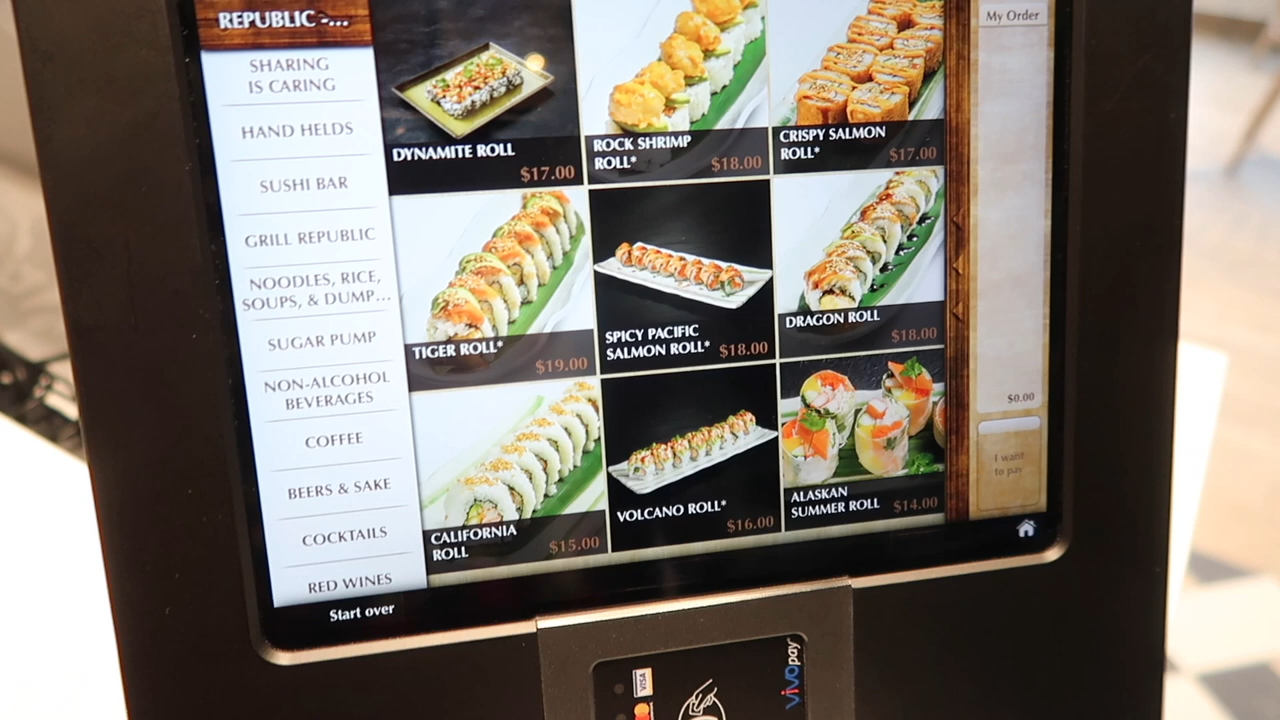 REPUBLIC -...
SHARING
IS CARING
HAND HELDS
SUSHI BAR
GRILL REPUBLIC
NOODLES, RICE,
SOUPS, & DUMP...
SUGAR PUMP
NON-ALCOHOL
BEVERAGES
COFFEE
BEERS & SAKE
COCKTAILS
RED WINES
Start over
DYNAMITE ROLL
$17.00
ROCK SHRIMP
ROLL*
$18.00
CRISPY SALMON
ROLL*
$17.00
TIGER ROLL*
$19.00
SPICY PACIFIC
SALMON ROLL*
$18.00
DRAGON ROLL
$18.00
CALIFORNIA
ROLL
$15.00
VOLCANO ROLL*
$16.00
ALASKAN
SUMMER ROLL
$14.00
My Order
$0.00
I want
to pay
VISA
vivopay